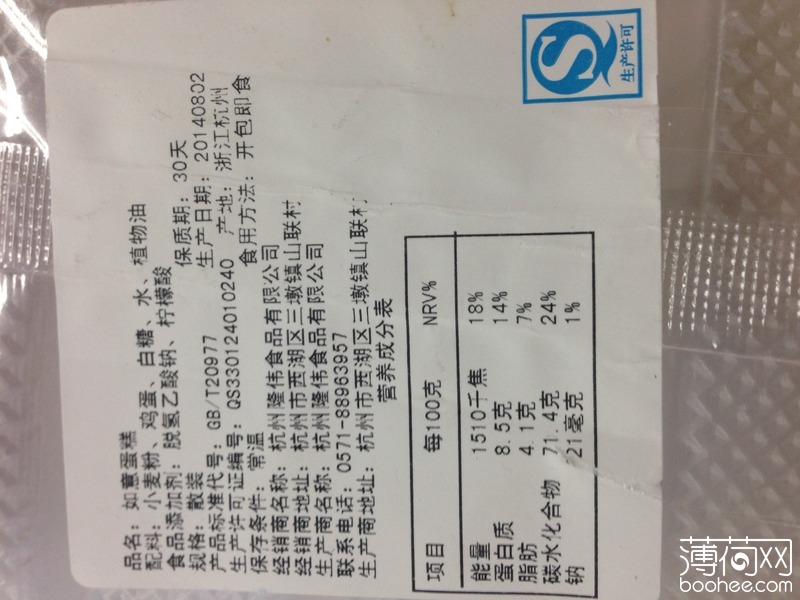 品名：如意蛋糕
配料：小麦粉、鸡蛋、白糖、水、植物油
食品添加剂：脱氢乙酸钠、柠檬酸
规格：散装 保质期：30天
产品标准代号：GB/T20977 生产日期：20140802
生产许可证编号：QS330124010240 产地：浙江杭州
保存条件：常温 食用方法：开包即食
经销商名称：杭州隆伟食品有限公司
经销商地址：杭州市西湖区三墩镇山联村
生产商名称：杭州隆伟食品有限公司
联系电话：0571-88963957
生产商地址：杭州市西湖区三墩镇山联村
营养成分表
项目 每100克 NRV%
能量 1510千焦 18%
蛋白质 8.5克 14%
脂肪 4.1克 7%
碳水化合物 71.4克 24%
钠 21毫克 1%
生产许可
薄荷网
boohee.com